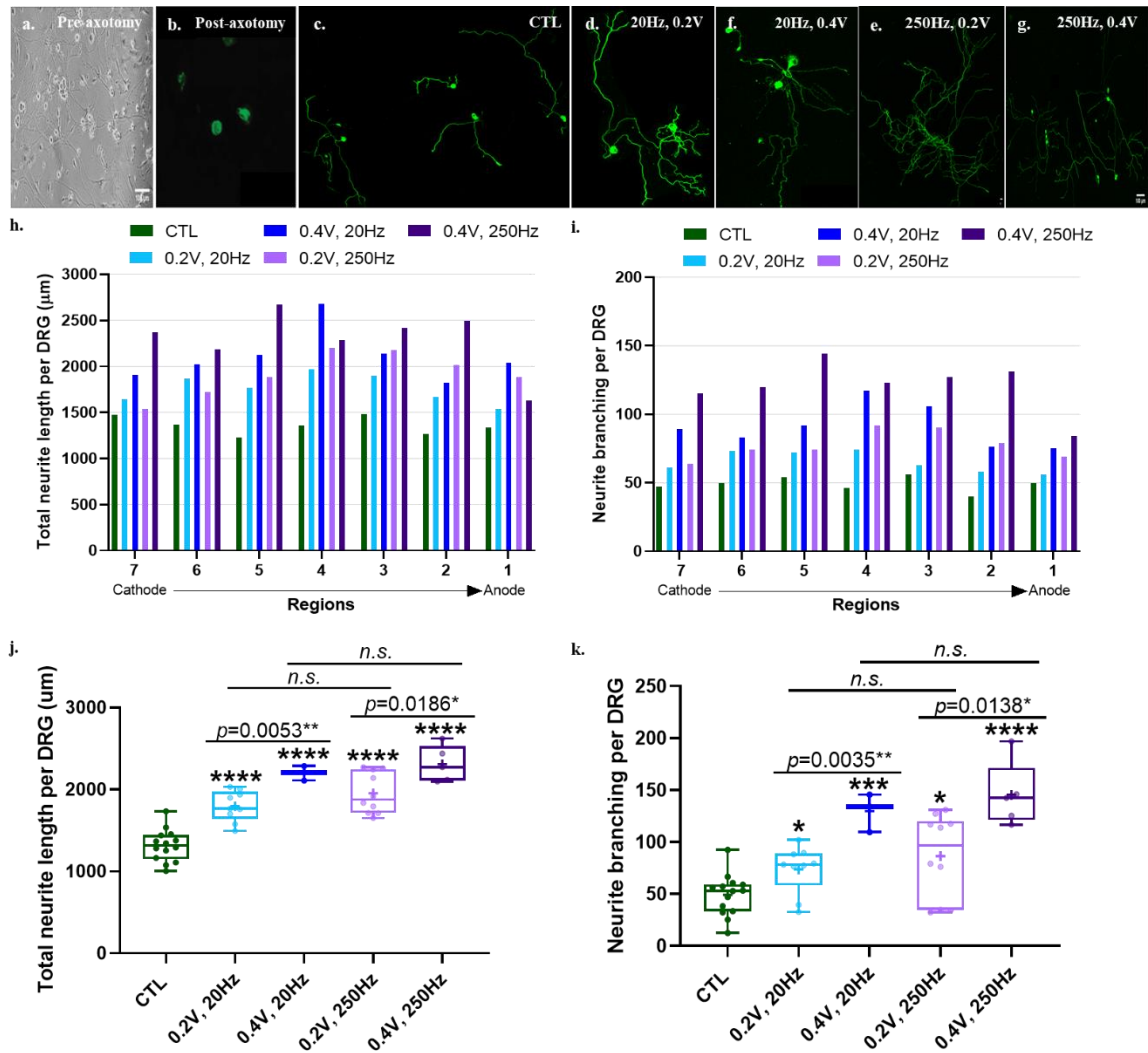 a. Pre-axotomy
b. Post-axotomy
c. CTL
d. 20Hz, 0.2V
f. 20Hz, 0.4V
e. 250Hz, 0.2V
g. 250Hz, 0.4V
h.
CTL 0.4V, 20Hz 0.4V, 250Hz
0.2V, 20Hz 0.2V, 250Hz
Total neurite length per DRG (μm)
3000
2500
2000
1500
1000
500
0
7 6 5 4 3 2 1
Cathode Anode
Regions
i.
CTL 0.4V, 20Hz 0.4V, 250Hz
0.2V, 20Hz 0.2V, 250Hz
Neurite branching per DRG
200
150
100
50
0
7 6 5 4 3 2 1
Cathode Anode
Regions
j.
n.s.
n.s.
p=0.0186*
p=0.0053**
**** **** **** ****
Total neurite length per DRG (um)
3000
2000
1000
0
CTL
0.2V, 20Hz
0.4V, 20Hz
0.2V, 250Hz
0.4V, 250Hz
k.
n.s.
n.s.
p=0.0138*
p=0.0035**
* *** * ****
Neurite branching per DRG
250
200
150
100
50
0
CTL
0.2V, 20Hz
0.4V, 20Hz
0.2V, 250Hz
0.4V, 250Hz